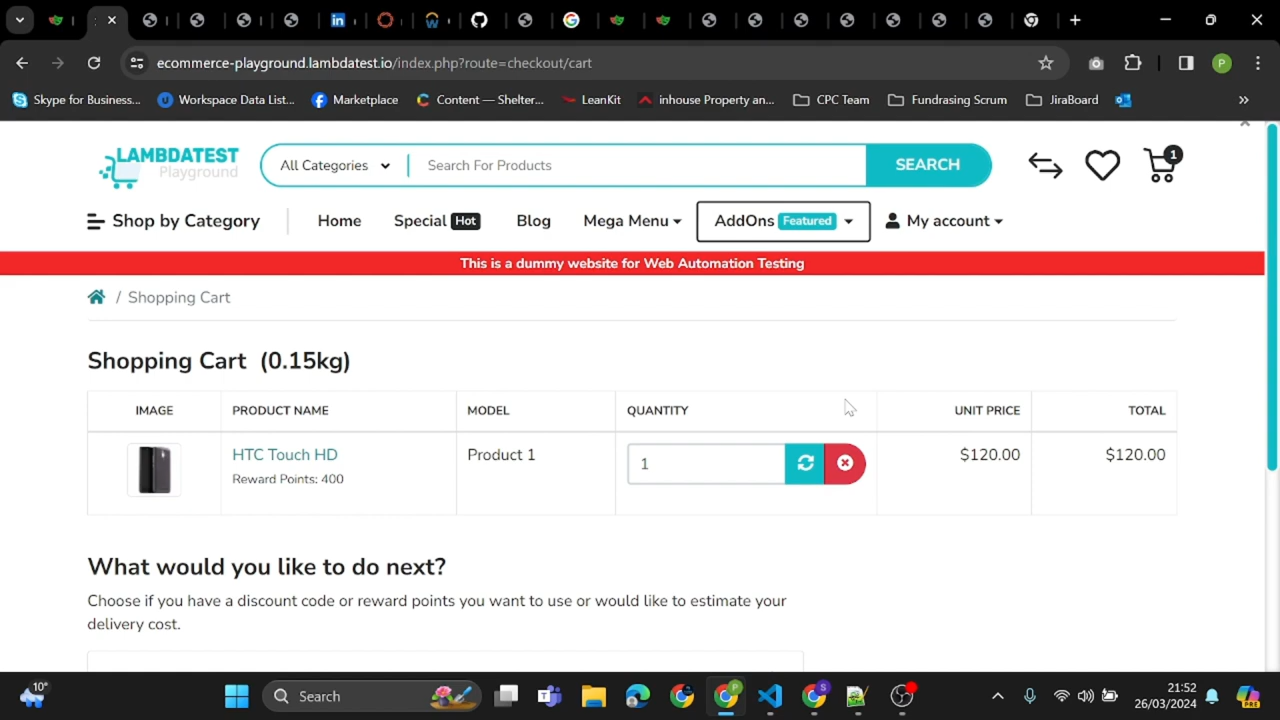 ecommerce-playground.lambdatest.io/index.php?route=checkout/cart
P
Skype for Business...
Workspace Data List...
Marketplace
Content — Shelter...
LeanKit
inhouse Property an...
CPC Team
Fundrasing Scrum
JiraBoard
»
LAMBDATEST
Playground
All Categories
Search For Products
SEARCH
1
Shop by Category
Home
Special Hot
Blog
Mega Menu
AddOns Featured
My account
This is a dummy website for Web Automation Testing
/ Shopping Cart
Shopping Cart (0.15kg)
IMAGE
PRODUCT NAME
MODEL
QUANTITY
UNIT PRICE
TOTAL
HTC Touch HD
Reward Points: 400
Product 1
1
$120.00
$120.00
What would you like to do next?
Choose if you have a discount code or reward points you want to use or would like to estimate your
delivery cost.
10°
Search
21:52
26/03/2024
PRE